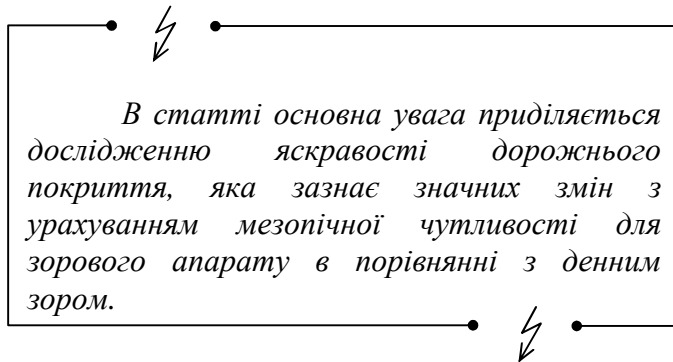 В статті основна увага приділяється
дослідженню яскравості дорожнього
покриття, яка зазнає значних змін з
урахуванням мезопічної чутливості для
зорового апарату в порівнянні з денним
зором.